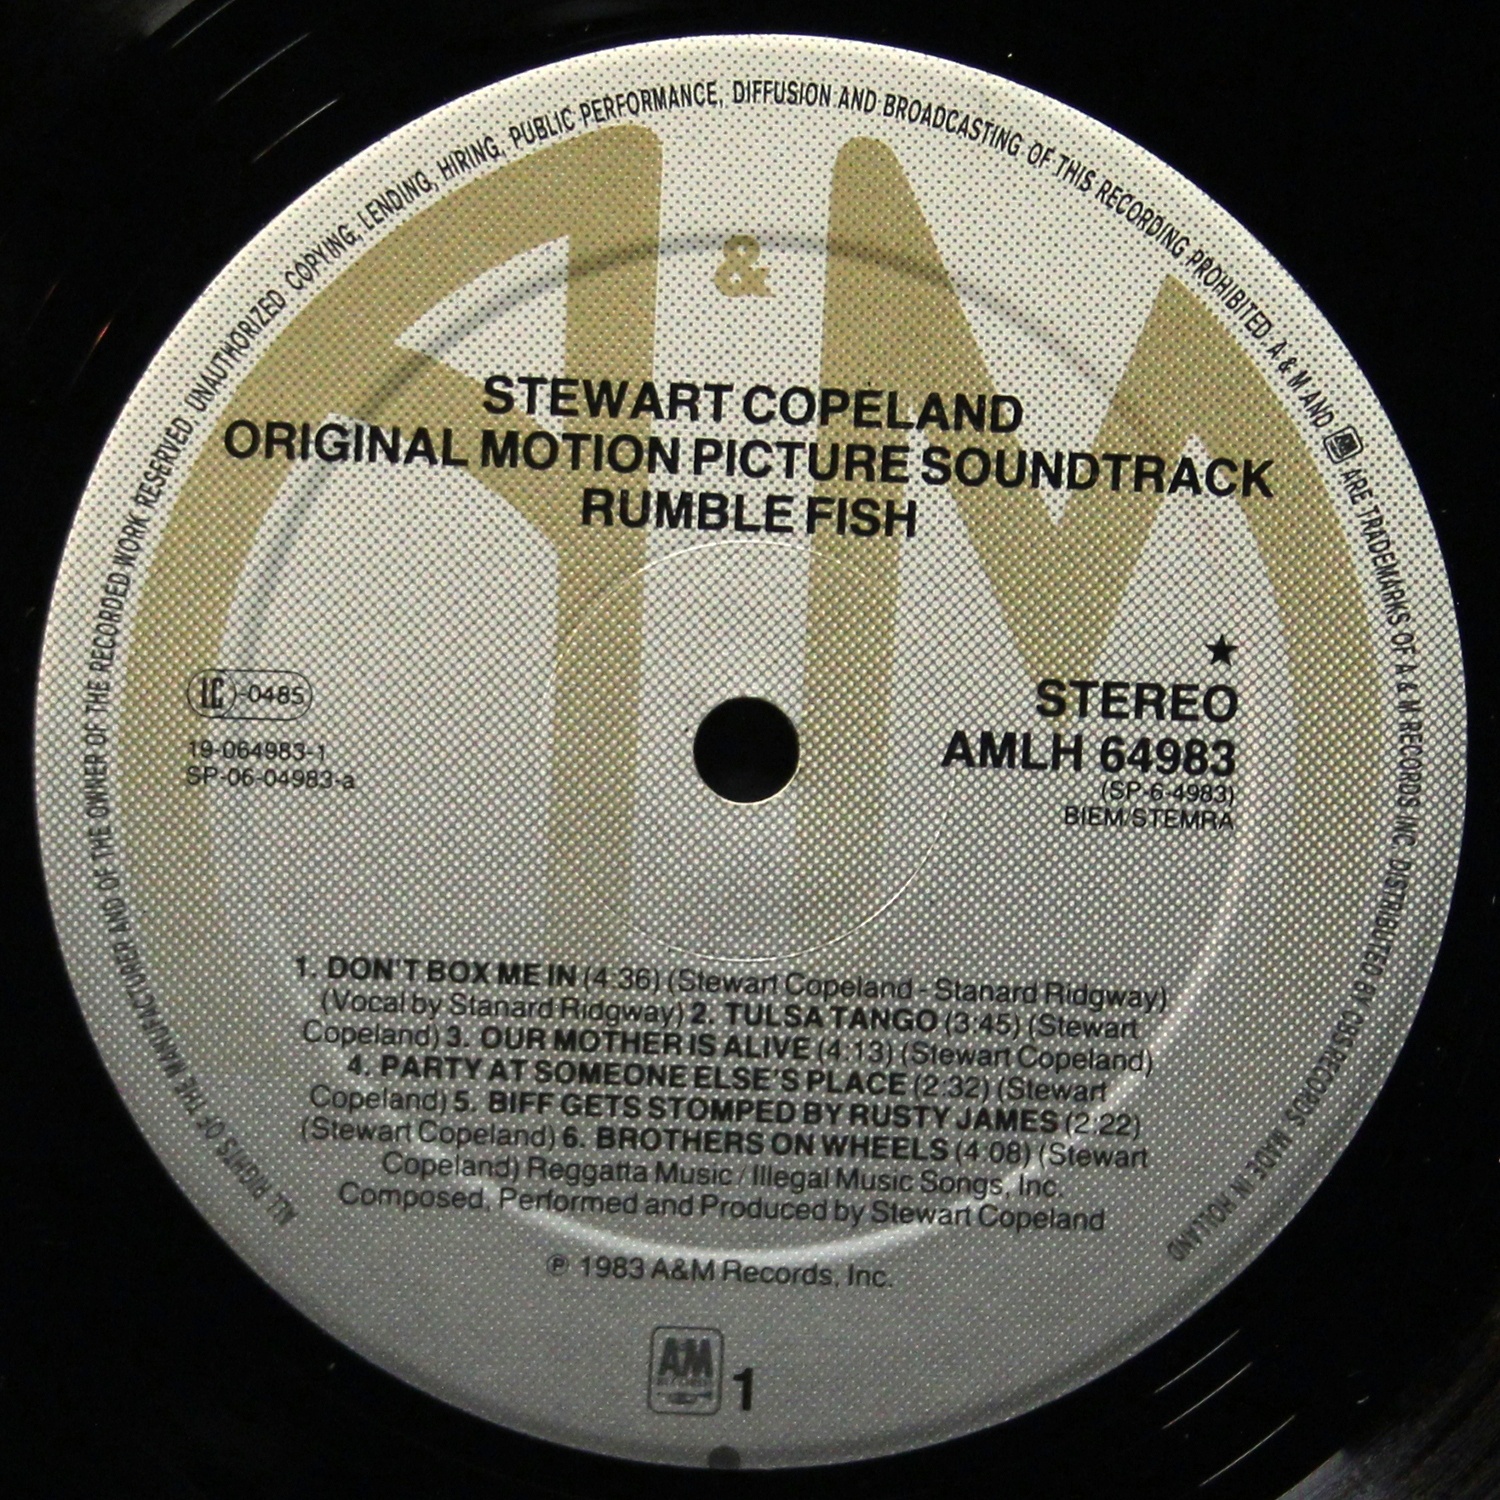 ALL RIGHTS OF THE MANUFACTURER AND OF THE OWNER OF THE RECORDED WORK RESERVED UNAUTHORIZED COPYING, LENDING, HIRING, PUBLIC PERFORMANCE, DIFFUSION AND BROADCASTING OF THIS RECORDING PROHIBITED. A & M AND AM ARE TRADEMARKS OF A & M RECORDS INC. DISTRIBUTED BY CBS RECORDS. MADE IN HOLLAND
A&M
STEWART COPELAND
ORIGINAL MOTION PICTURE SOUNDTRACK
RUMBLE FISH
LC-0485
19-064983-1
SP-06-04983-a
★
STEREO
AMLH 64983
(SP-6-4983)
BIEM/STEMRA
1. DON'T BOX ME IN (4:36) (Stewart Copeland - Stanard Ridgway)
(Vocal by Stanard Ridgway) 2. TULSA TANGO (3:45) (Stewart
Copeland) 3. OUR MOTHER IS ALIVE (4:13) (Stewart Copeland)
4. PARTY AT SOMEONE ELSE'S PLACE (2:32) (Stewart
Copeland) 5. BIFF GETS STOMPED BY RUSTY JAMES (2:22)
(Stewart Copeland) 6. BROTHERS ON WHEELS (4:08) (Stewart
Copeland) Reggatta Music / Illegal Music Songs, Inc.
Composed, Performed and Produced by Stewart Copeland
℗ 1983 A&M Records, Inc.
AM
1